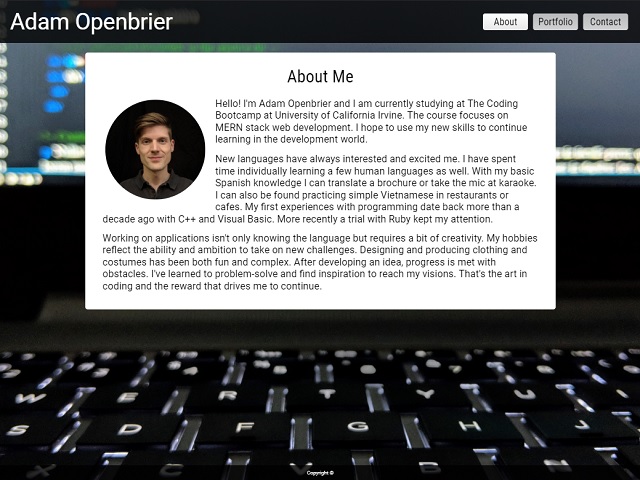 Adam Openbrier
About
Portfolio
Contact
About Me
Hello! I'm Adam Openbrier and I am currently studying at The Coding
Bootcamp at University of California Irvine. The course focuses on
MERN stack web development. I hope to use my new skills to continue
learning in the development world.
New languages have always interested and excited me. I have spent
time individually learning a few human languages as well. With my basic
Spanish knowledge I can translate a brochure or take the mic at karaoke.
I can also be found practicing simple Vietnamese in restaurants or
cafes. My first experiences with programming date back more than a
decade ago with C++ and Visual Basic. More recently a trial with Ruby kept my attention.
Working on applications isn't only knowing the language but requires a bit of creativity. My hobbies
reflect the ability and ambition to take on new challenges. Designing and producing clothing and
costumes has been both fun and complex. After developing an idea, progress is met with
obstacles. I've learned to problem-solve and find inspiration to reach my visions. That's the art in
coding and the reward that drives me to continue.
W E R T Y U
S D F G H J
Copyright ©